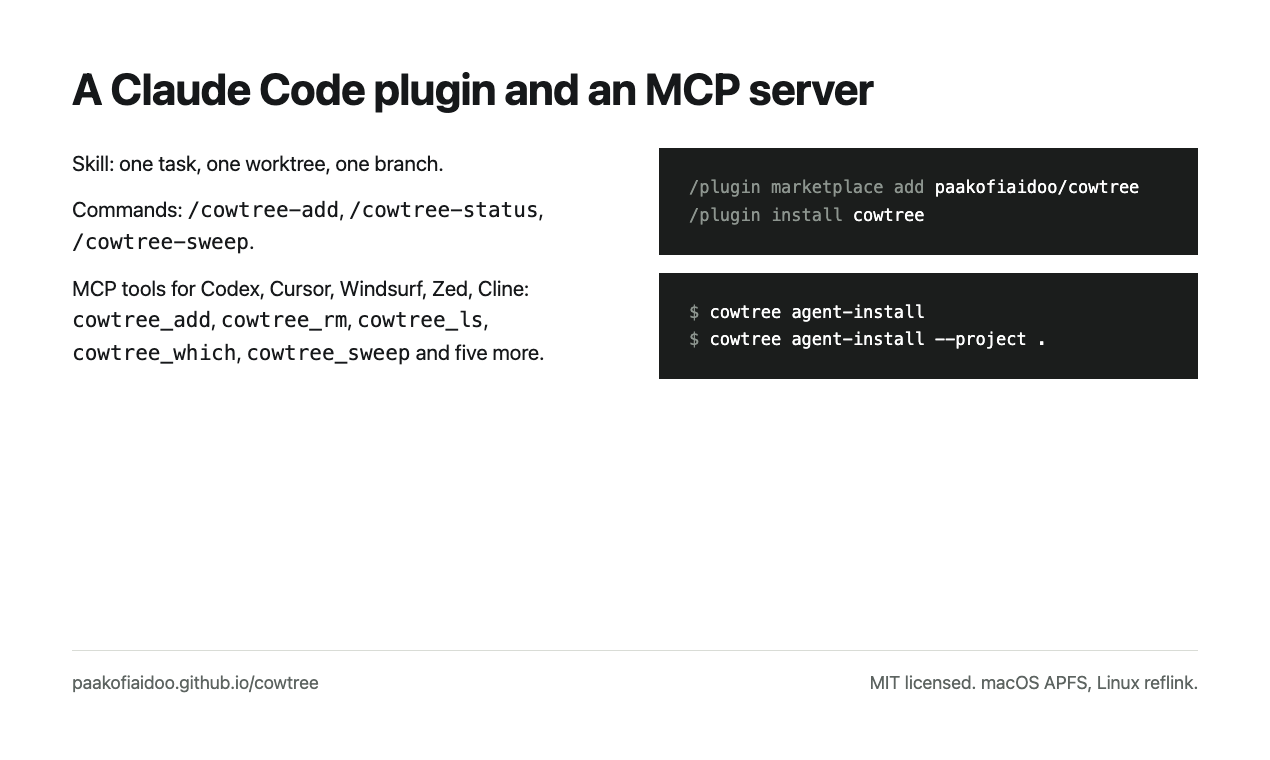 A Claude Code plugin and an MCP server
Skill: one task, one worktree, one branch.
Commands: /cowtree-add, /cowtree-status,
/cowtree-sweep.
MCP tools for Codex, Cursor, Windsurf, Zed, Cline:
cowtree_add, cowtree_rm, cowtree_ls,
cowtree_which, cowtree_sweep and five more.
/plugin marketplace add paakofiaidoo/cowtree
/plugin install cowtree
$ cowtree agent-install
$ cowtree agent-install --project .
paakofiaidoo.github.io/cowtree
MIT licensed. macOS APFS, Linux reflink.